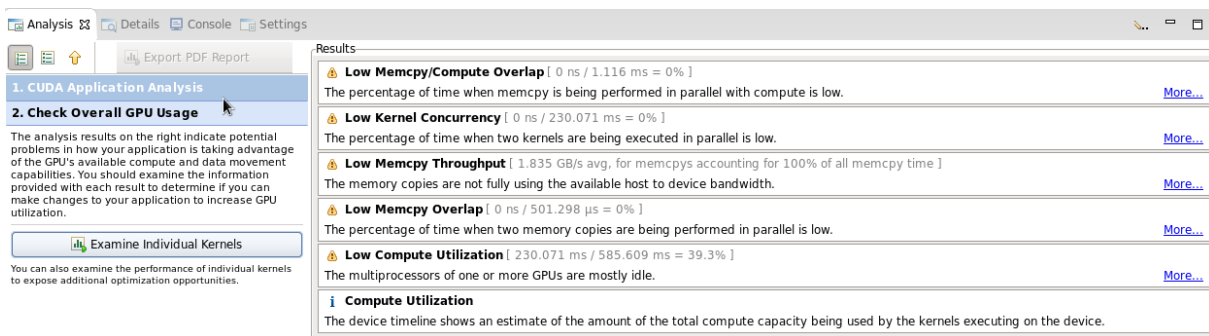 Analysis Details Console Settings
Export PDF Report
1. CUDA Application Analysis
2. Check Overall GPU Usage
The analysis results on the right indicate potential
problems in how your application is taking advantage
of the GPU's available compute and data movement
capabilities. You should examine the information
provided with each result to determine if you can
make changes to your application to increase GPU
utilization.
Examine Individual Kernels
You can also examine the performance of individual kernels
to expose additional optimization opportunities.
Results
Low Memcpy/Compute Overlap [ 0 ns / 1.116 ms = 0% ]
The percentage of time when memcpy is being performed in parallel with compute is low. More...
Low Kernel Concurrency [ 0 ns / 230.071 ms = 0% ]
The percentage of time when two kernels are being executed in parallel is low. More...
Low Memcpy Throughput [ 1.835 GB/s avg, for memcpys accounting for 100% of all memcpy time ]
The memory copies are not fully using the available host to device bandwidth. More...
Low Memcpy Overlap [ 0 ns / 501.298 µs = 0% ]
The percentage of time when two memory copies are being performed in parallel is low. More...
Low Compute Utilization [ 230.071 ms / 585.609 ms = 39.3% ]
The multiprocessors of one or more GPUs are mostly idle. More...
Compute Utilization
The device timeline shows an estimate of the amount of the total compute capacity being used by the kernels executing on the device.